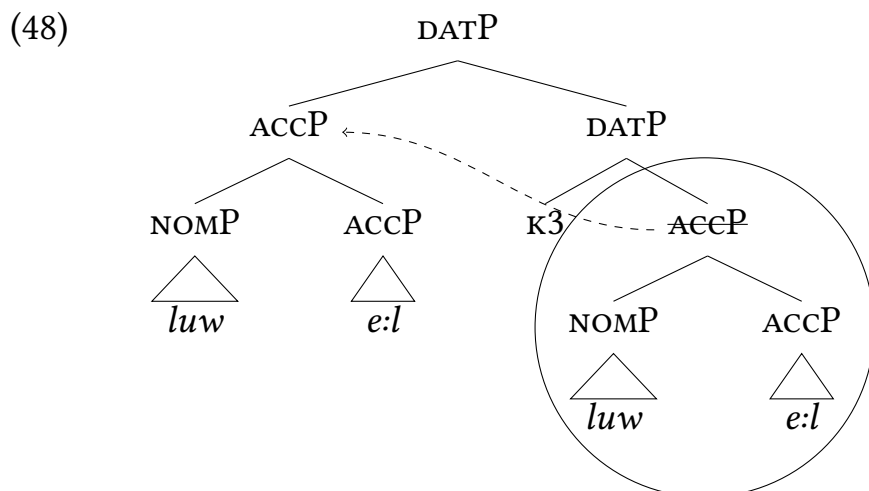 (48) DATP
ACCP DATP
NOMP ACCP K3 ACCP
luw e:l NOMP ACCP
luw e:l